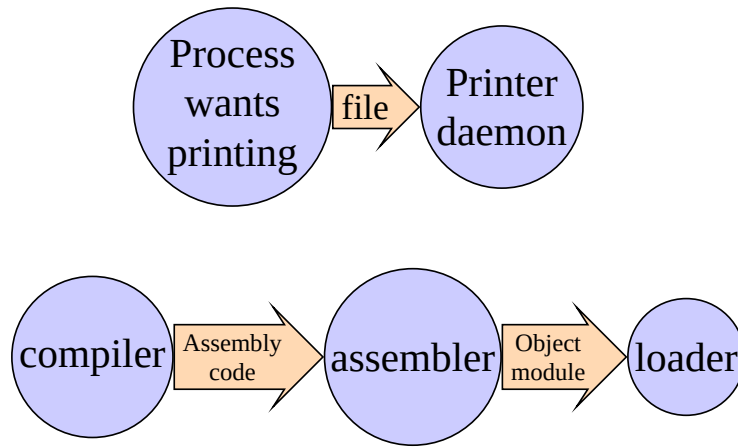 Process
wants
printing
file
Printer
daemon
compiler
Assembly
code
assembler
Object
module
loader